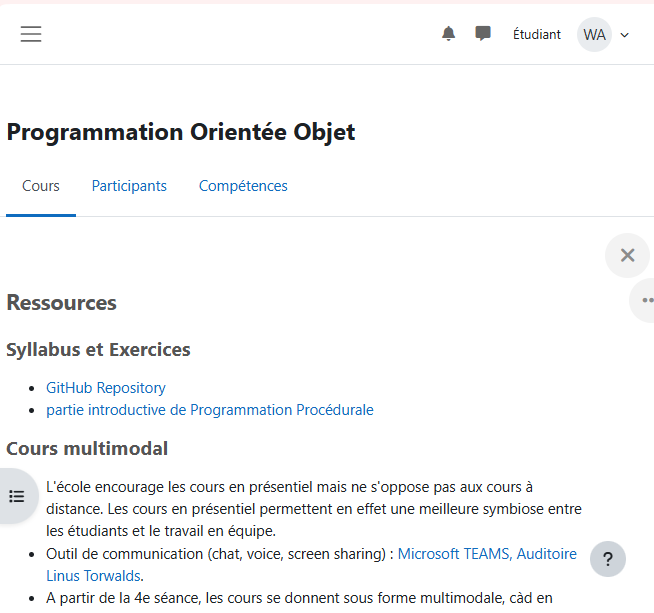 Étudiant WA
Programmation Orientée Objet
Cours Participants Compétences
Ressources
Syllabus et Exercices
GitHub Repository
partie introductive de Programmation Procédurale
Cours multimodal
L'école encourage les cours en présentiel mais ne s'oppose pas aux cours à
distance. Les cours en présentiel permettent en effet une meilleure symbiose entre
les étudiants et le travail en équipe.
Outil de communication (chat, voice, screen sharing) : Microsoft TEAMS, Auditoire
Linus Torwalds.
?
A partir de la 4e séance, les cours se donnent sous forme multimodale, càd en